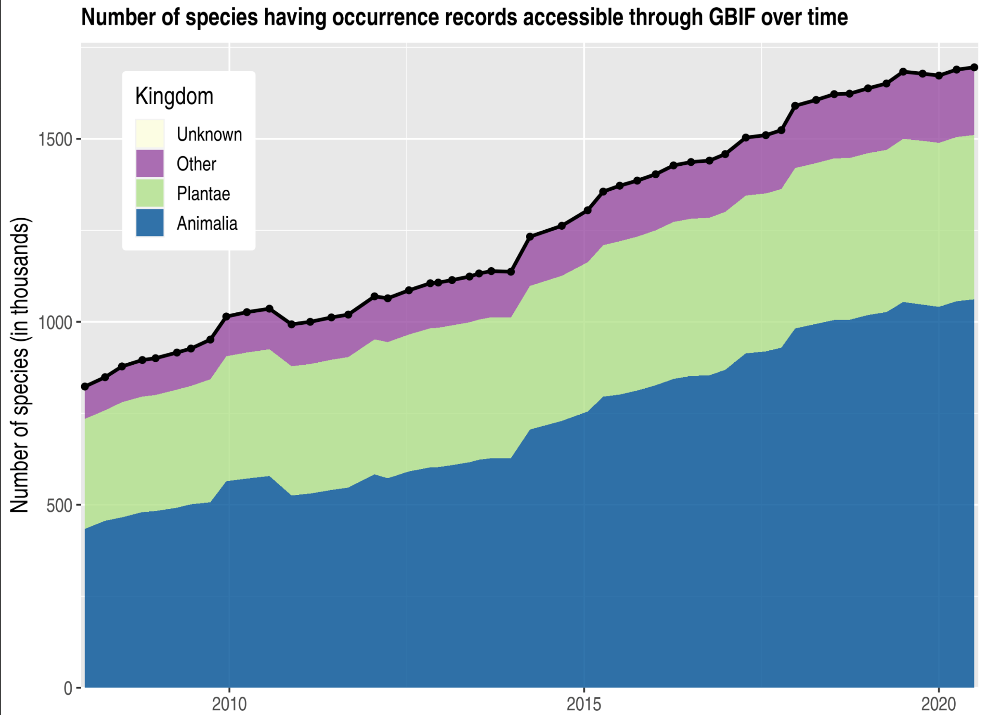 Number of species having occurrence records accessible through GBIF over time
Kingdom
Unknown
Other
Plantae
Animalia
Number of species (in thousands)
1500
1000
500
0
2010
2015
2020